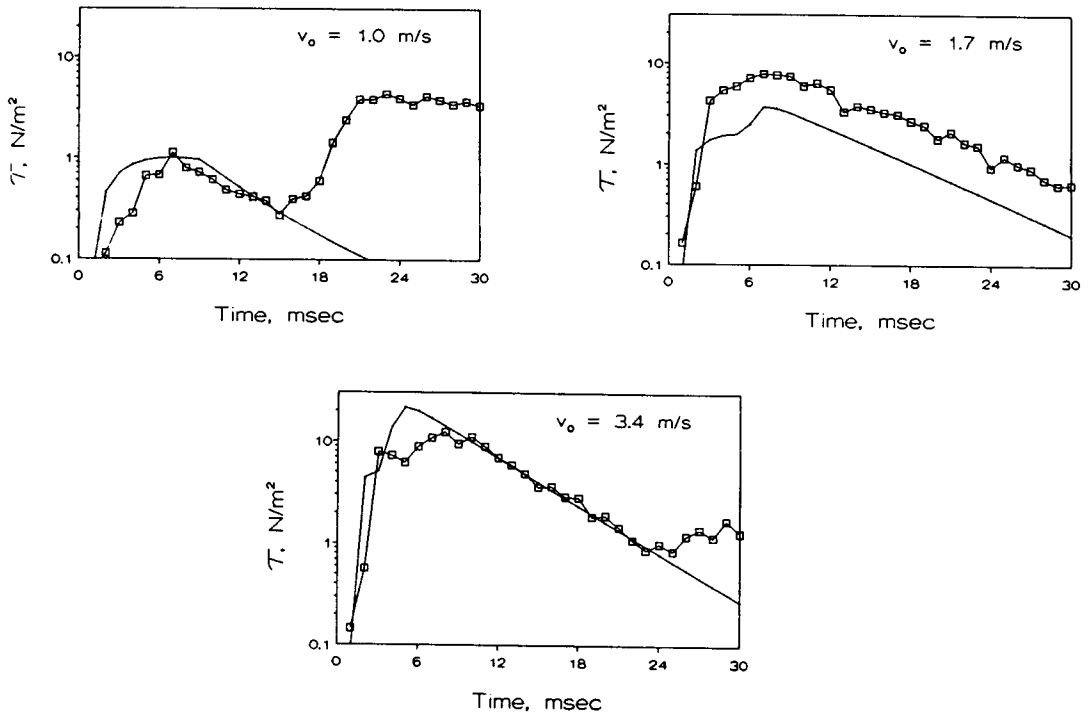 v₀ = 1.0 m/s
10
1
0.1
τ, N/m²
0 6 12 18 24 30
Time, msec
v₀ = 1.7 m/s
10
1
0.1
τ, N/m²
0 6 12 18 24 30
Time, msec
v₀ = 3.4 m/s
10
1
0.1
τ, N/m²
0 6 12 18 24 30
Time, msec